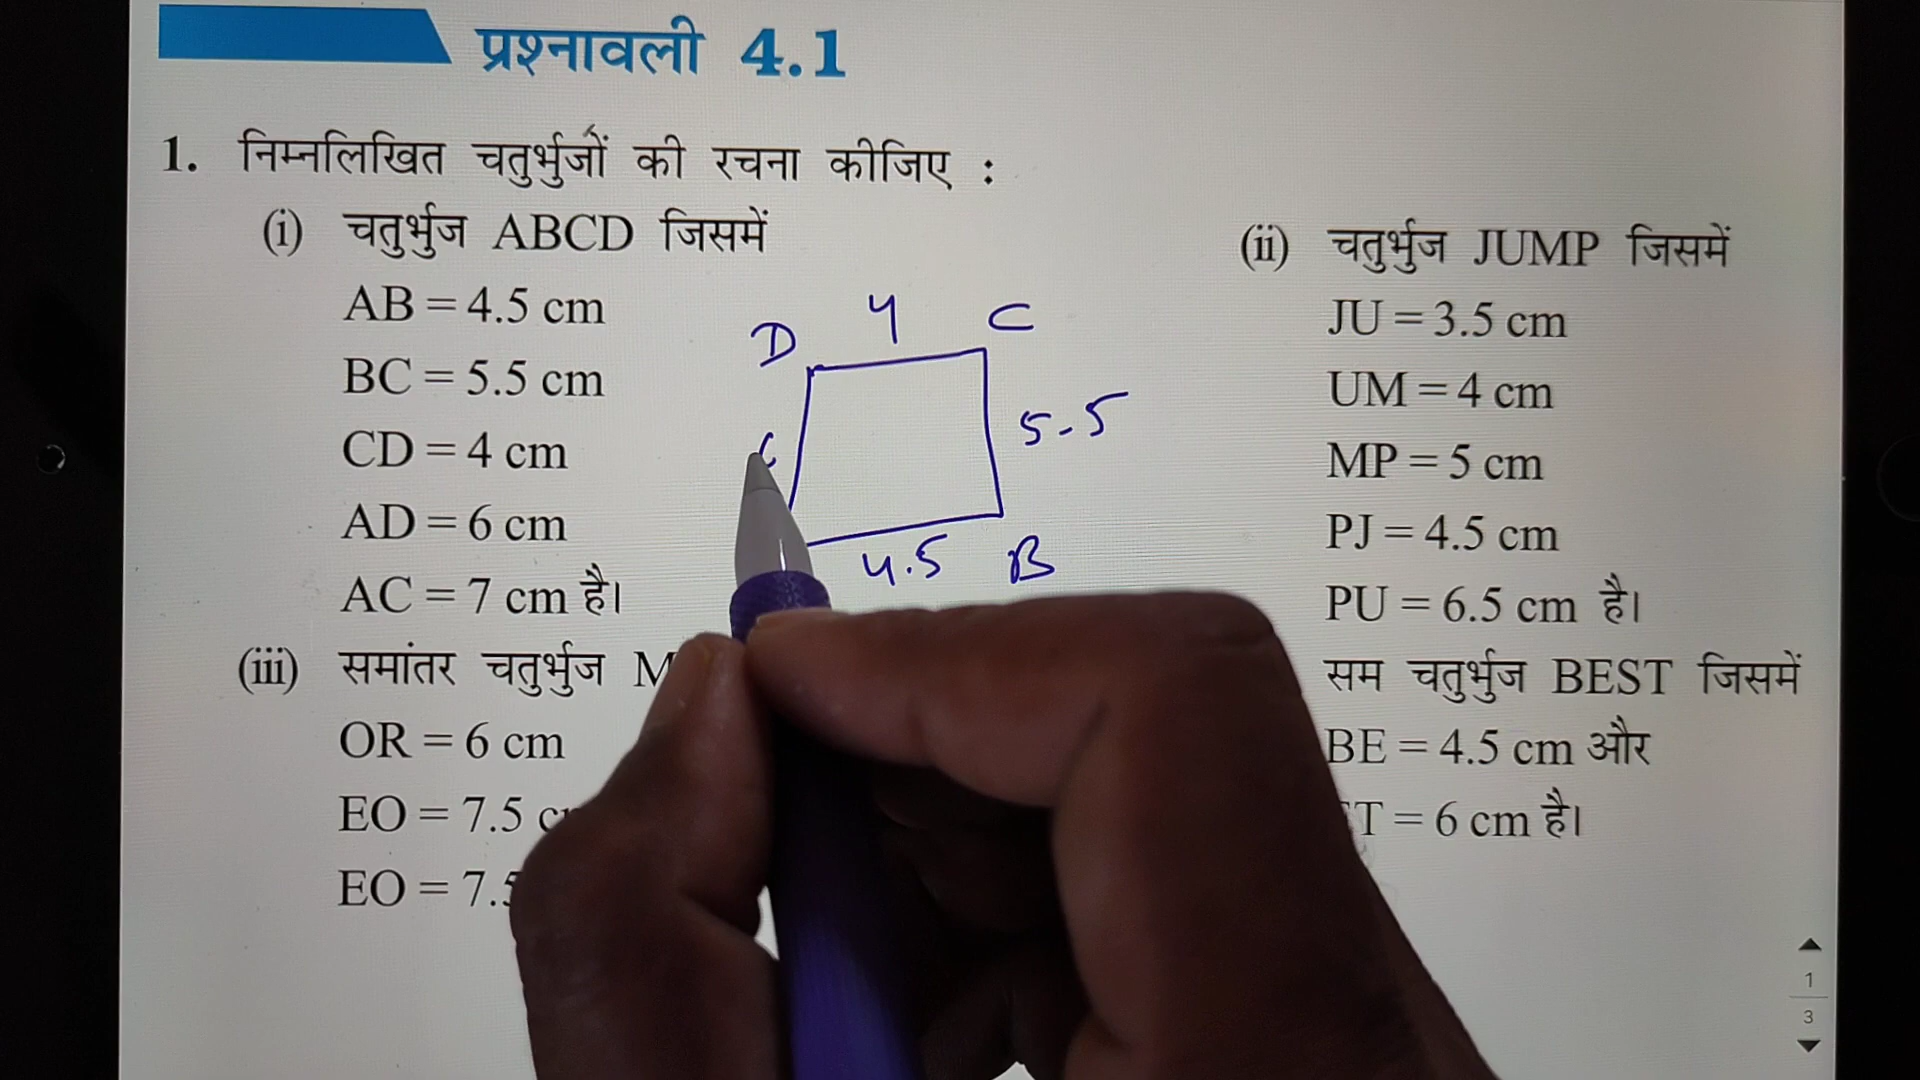 प्रश्नावली 4.1
1. निम्नलिखित चतुर्भुजों की रचना कीजिए :
(i) चतुर्भुज ABCD जिसमें
AB = 4.5 cm
BC = 5.5 cm
CD = 4 cm
AD = 6 cm
AC = 7 cm है।
D 4 C
5.5
4.5 B
(ii) चतुर्भुज JUMP जिसमें
JU = 3.5 cm
UM = 4 cm
MP = 5 cm
PJ = 4.5 cm
PU = 6.5 cm है।
(iii) समांतर चतुर्भुज
OR = 6 cm
EO = 7.5
EO =
सम चतुर्भुज BEST जिसमें
BE = 4.5 cm और
T = 6 cm है।
1
3